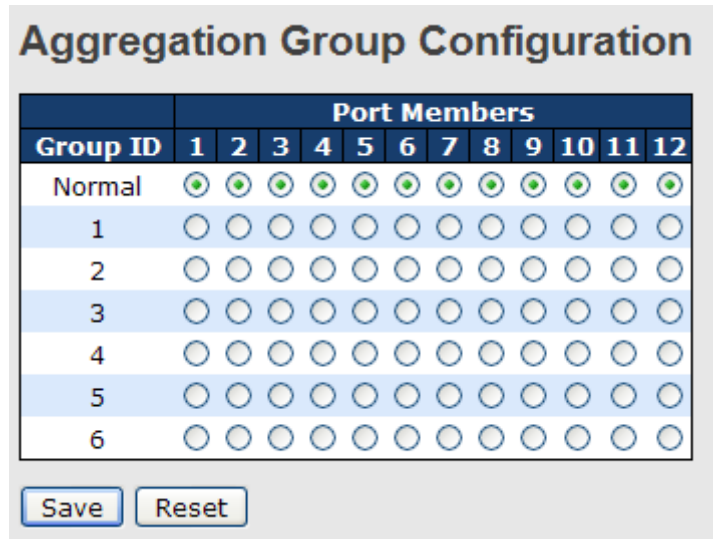 Aggregation Group Configuration
Port Members
Group ID 1 2 3 4 5 6 7 8 9 10 11 12
Normal
1
2
3
4
5
6
Save Reset